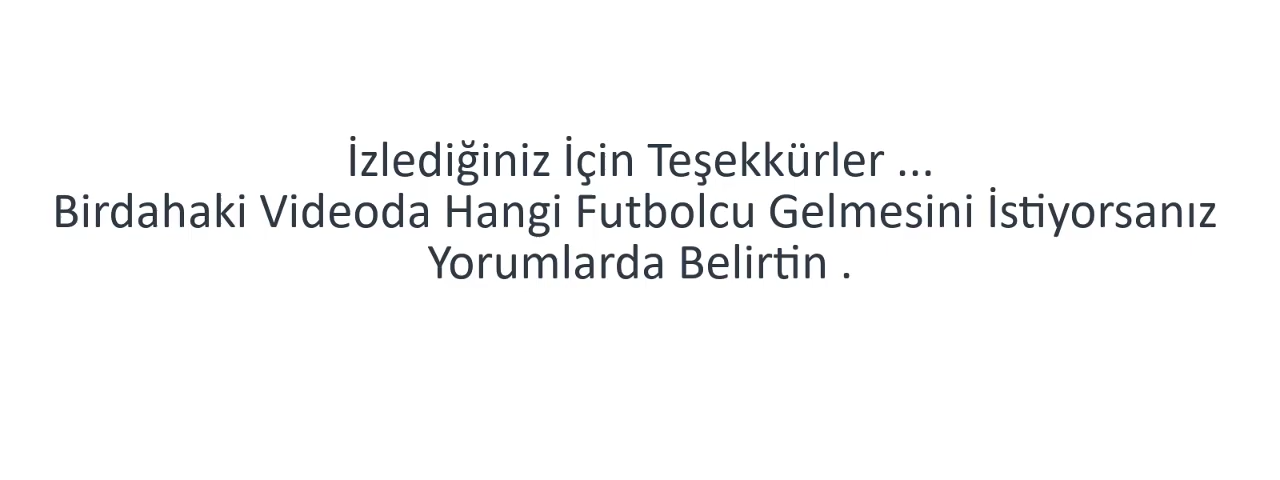 İzlediğiniz İçin Teşekkürler ...
Birdahaki Videoda Hangi Futbolcu Gelmesini İstiyorsanız
Yorumlarda Belirtin .